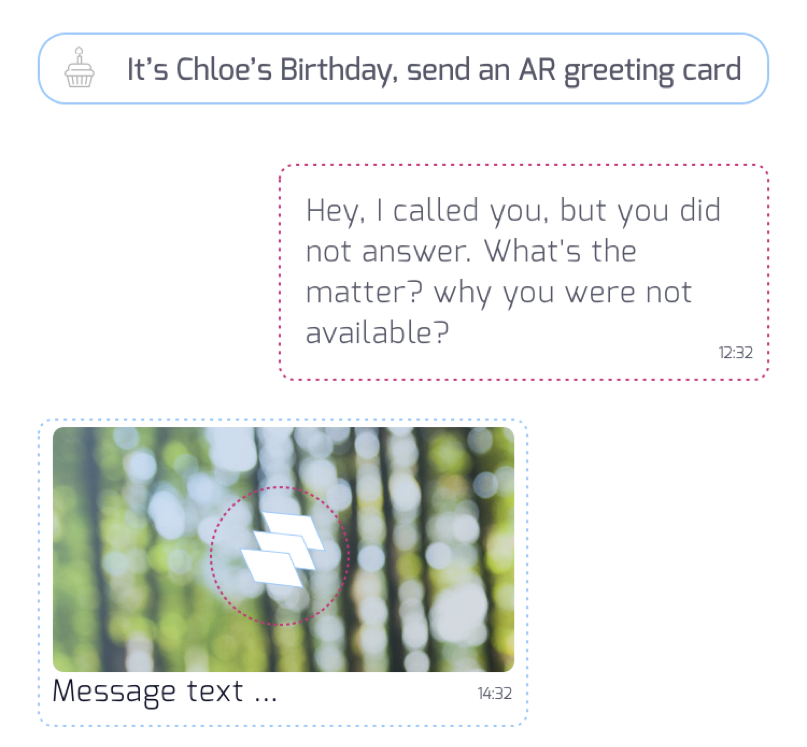 It’s Chloe’s Birthday, send an AR greeting card
Hey, I called you, but you did
not answer. What's the
matter? why you were not
available?
12:32
Message text ...
14:32